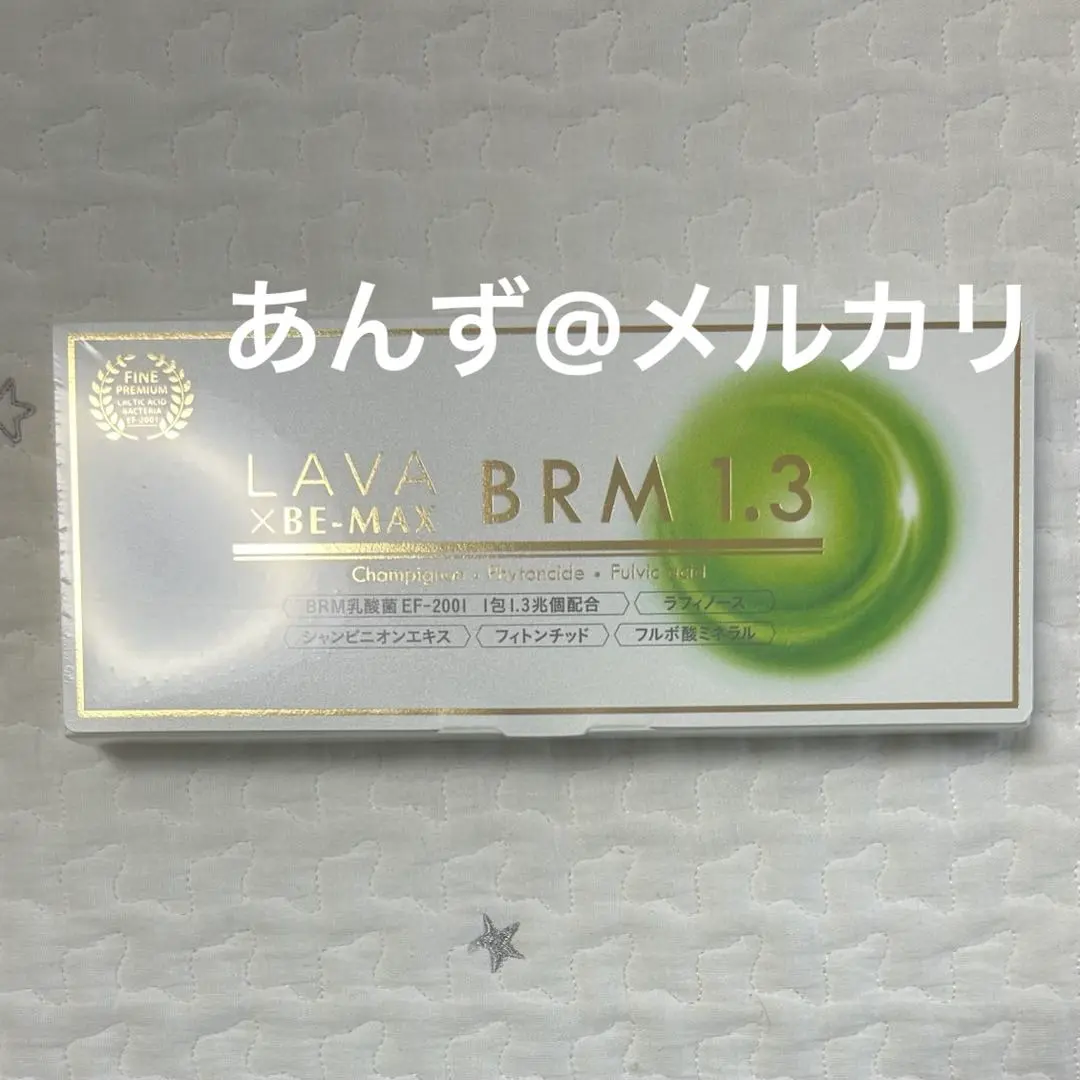 あんず@メルカリ
FINE
PREMIUM
LACTIC ACID
BACTERIA
EF-2001
LAVA
×BE-MAX
BRM 1.3
Champignon • Phytoncide • Fulvic acid
BRM乳酸菌EF-2001 1包1.3兆個配合 ラフィノース
シャンピニオンエキス フィトンチッド フルボ酸ミネラル